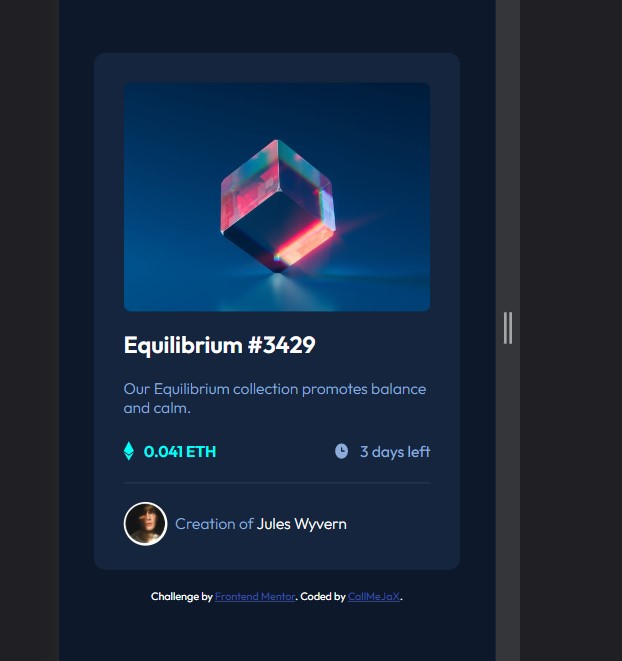 Equilibrium #3429
Our Equilibrium collection promotes balance
and calm.
0.041 ETH
3 days left
Creation of Jules Wyvern
Challenge by Frontend Mentor. Coded by CallMeJaX.